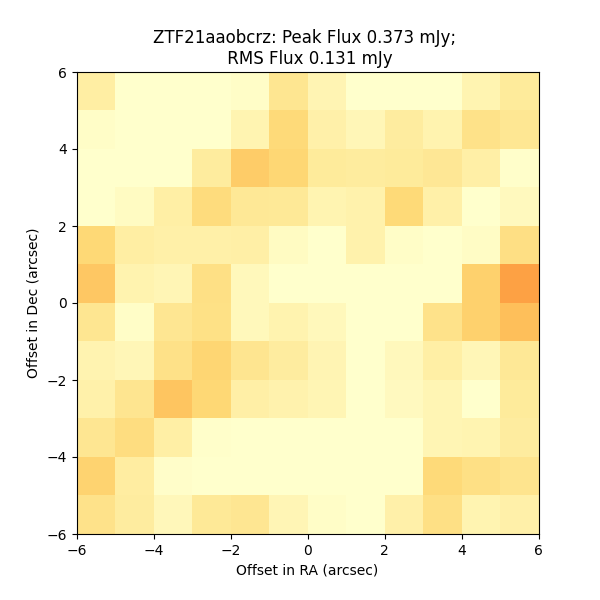 ZTF21aaobcrz: Peak Flux 0.373 mJy;
RMS Flux 0.131 mJy
6
4
2
0
−2
−4
−6
Offset in Dec (arcsec)
−6 −4 −2 0 2 4 6
Offset in RA (arcsec)